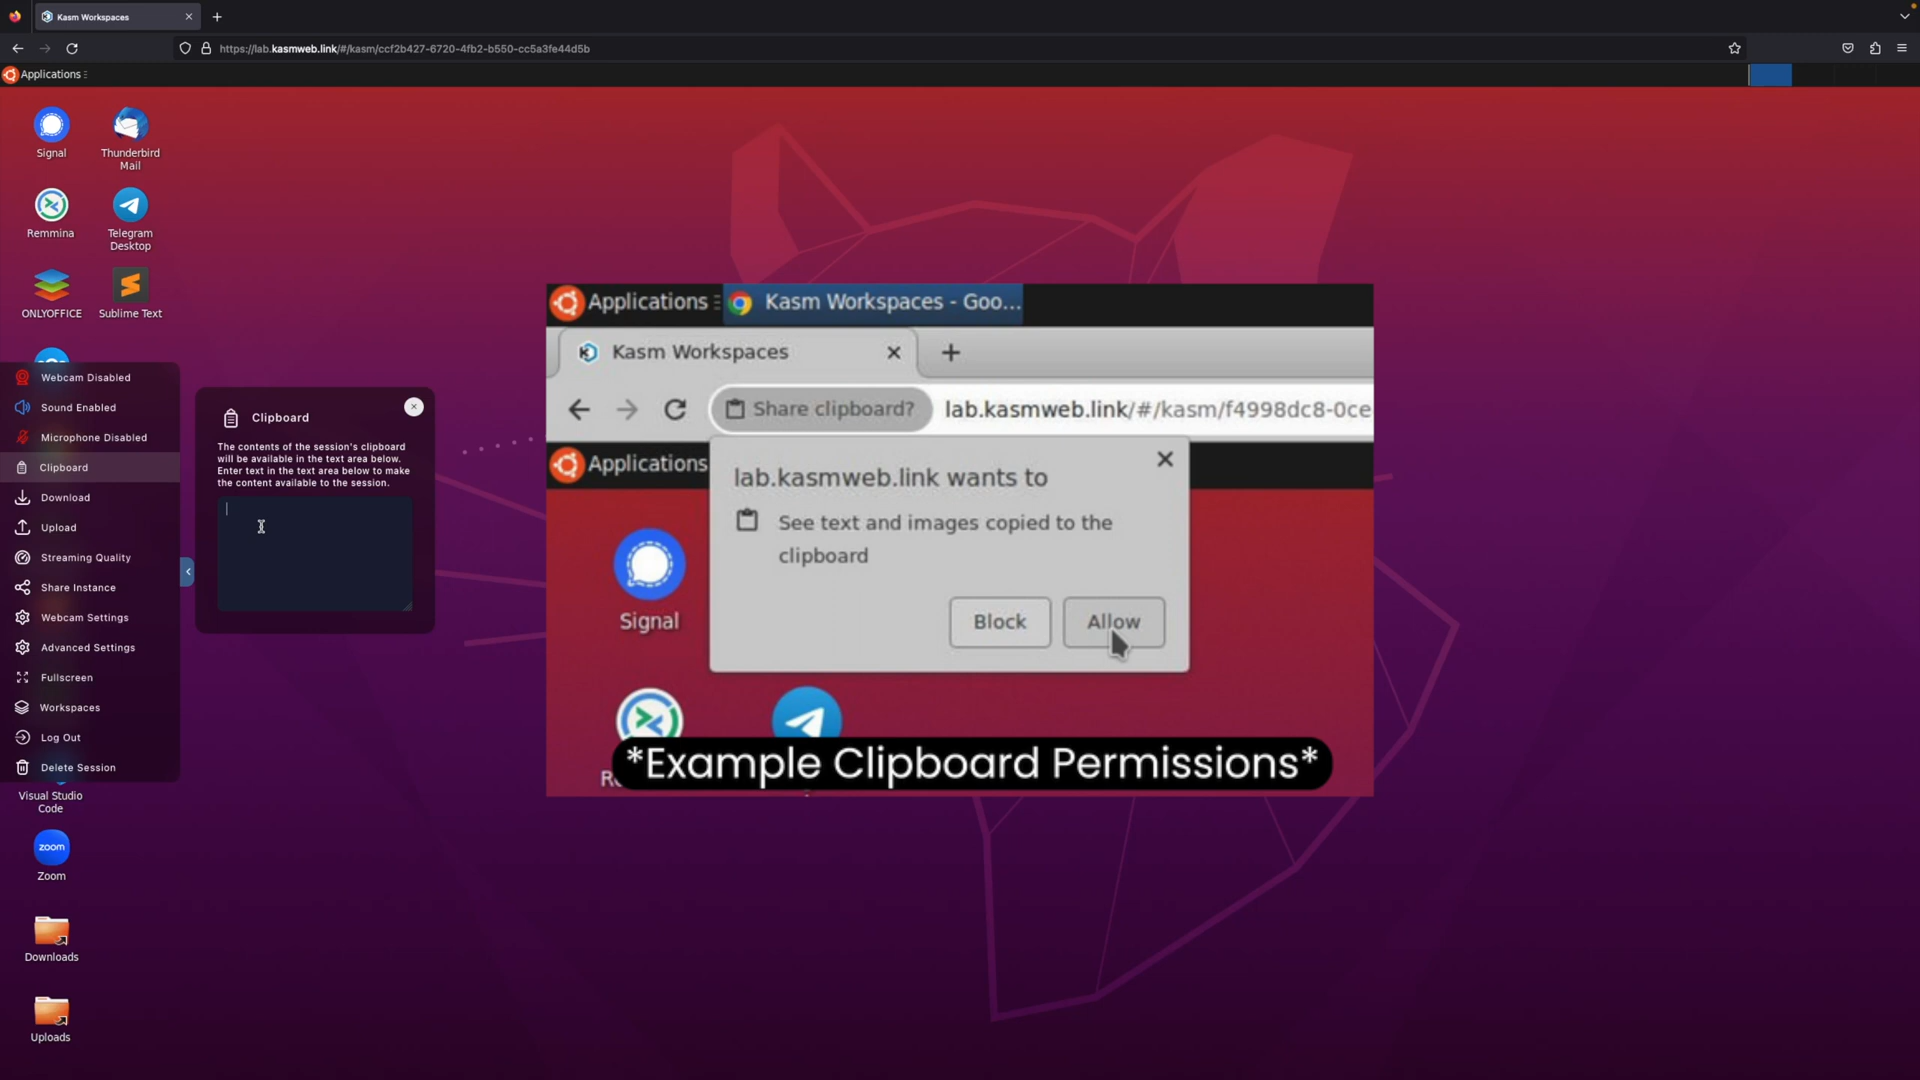 Kasm Workspaces
https://lab.kasmweb.link/#/kasm/ccf2b427-6720-4fb2-b550-cc5a3fe44d5b
Applications
Signal
Thunderbird
Mail
Remmina
Telegram
Desktop
ONLYOFFICE
Sublime Text
Webcam Disabled
Sound Enabled
Microphone Disabled
Clipboard
Download
Upload
Streaming Quality
Share Instance
Webcam Settings
Advanced Settings
Fullscreen
Workspaces
Log Out
Delete Session
Visual Studio
Code
zoom
Zoom
Downloads
Uploads
Clipboard
The contents of the session's clipboard
will be available in the text area below.
Enter text in the text area below to make
the content available to the session.
Applications
Kasm Workspaces - Goo...
Kasm Workspaces
Share clipboard?
lab.kasmweb.link/#/kasm/f4998dc8-0ce
Applications
lab.kasmweb.link wants to
See text and images copied to the
clipboard
Block
Allow
Signal
*Example Clipboard Permissions*